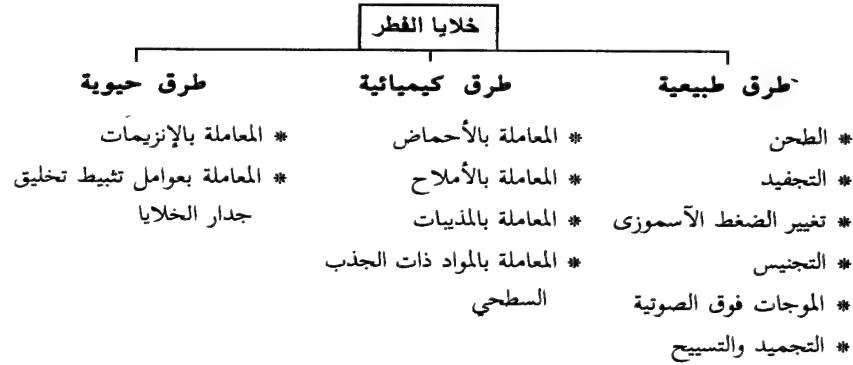 خلايا الفطر
طرق طبيعية
* الطحن
* التجفيد
* تغيير الضغط الآسموزى
* التجنيس
* الموجات فوق الصوتية
* التجميد والتسييح
طرق كيميائية
* المعاملة بالأحماض
* المعاملة بالأملاح
* المعاملة بالمذيبات
* المعاملة بالمواد ذات الجذب
السطحي
طرق حيوية
* المعاملة بالإنزيمات
* المعاملة بعوامل تثبيط تخليق
جدار الخلايا